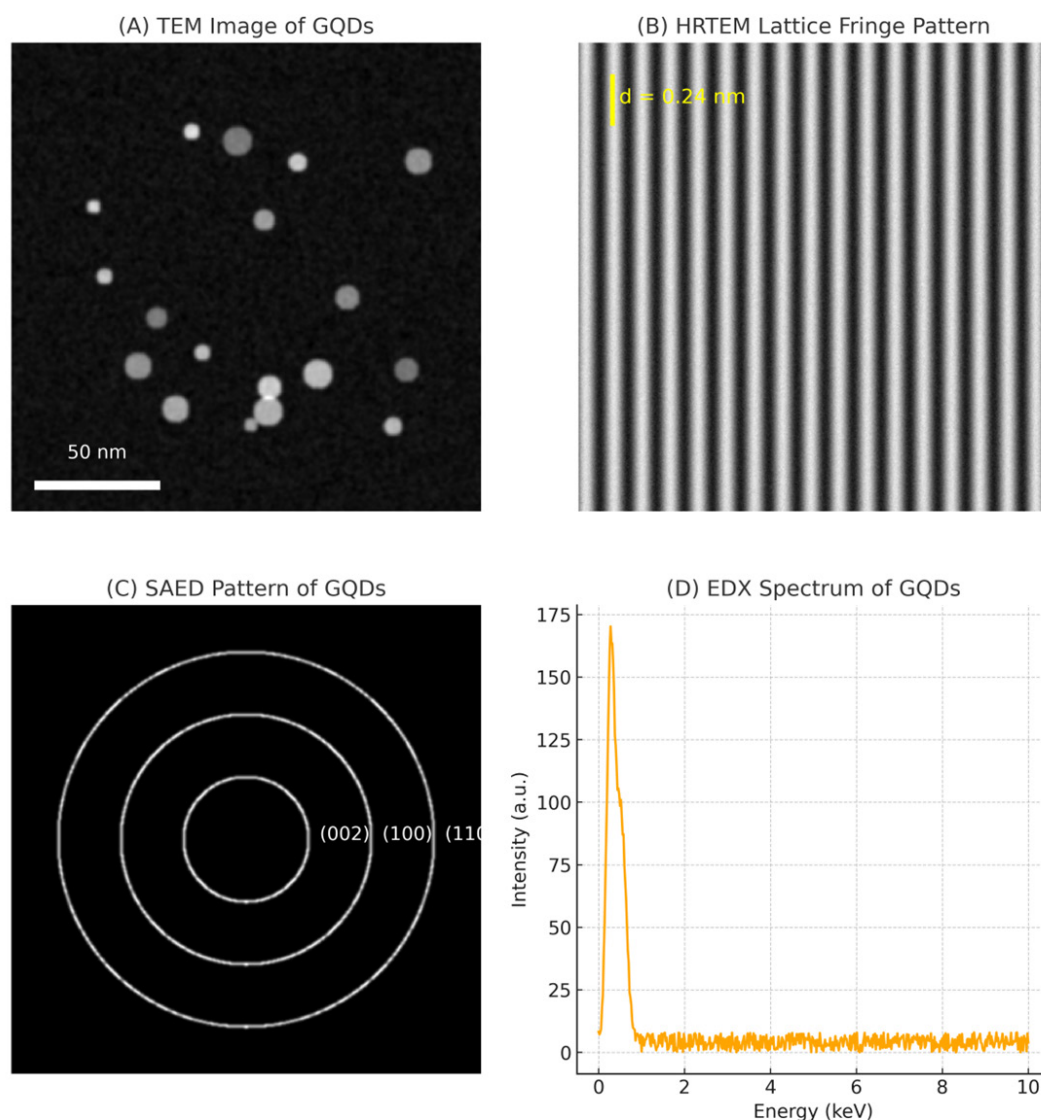 (A) TEM Image of GQDs
50 nm
(B) HRTEM Lattice Fringe Pattern
d = 0.24 nm
(C) SAED Pattern of GQDs
(002) (100) (110
(D) EDX Spectrum of GQDs
Intensity (a.u.)
175
150
125
100
75
50
25
0
0 2 4 6 8 10
Energy (keV)